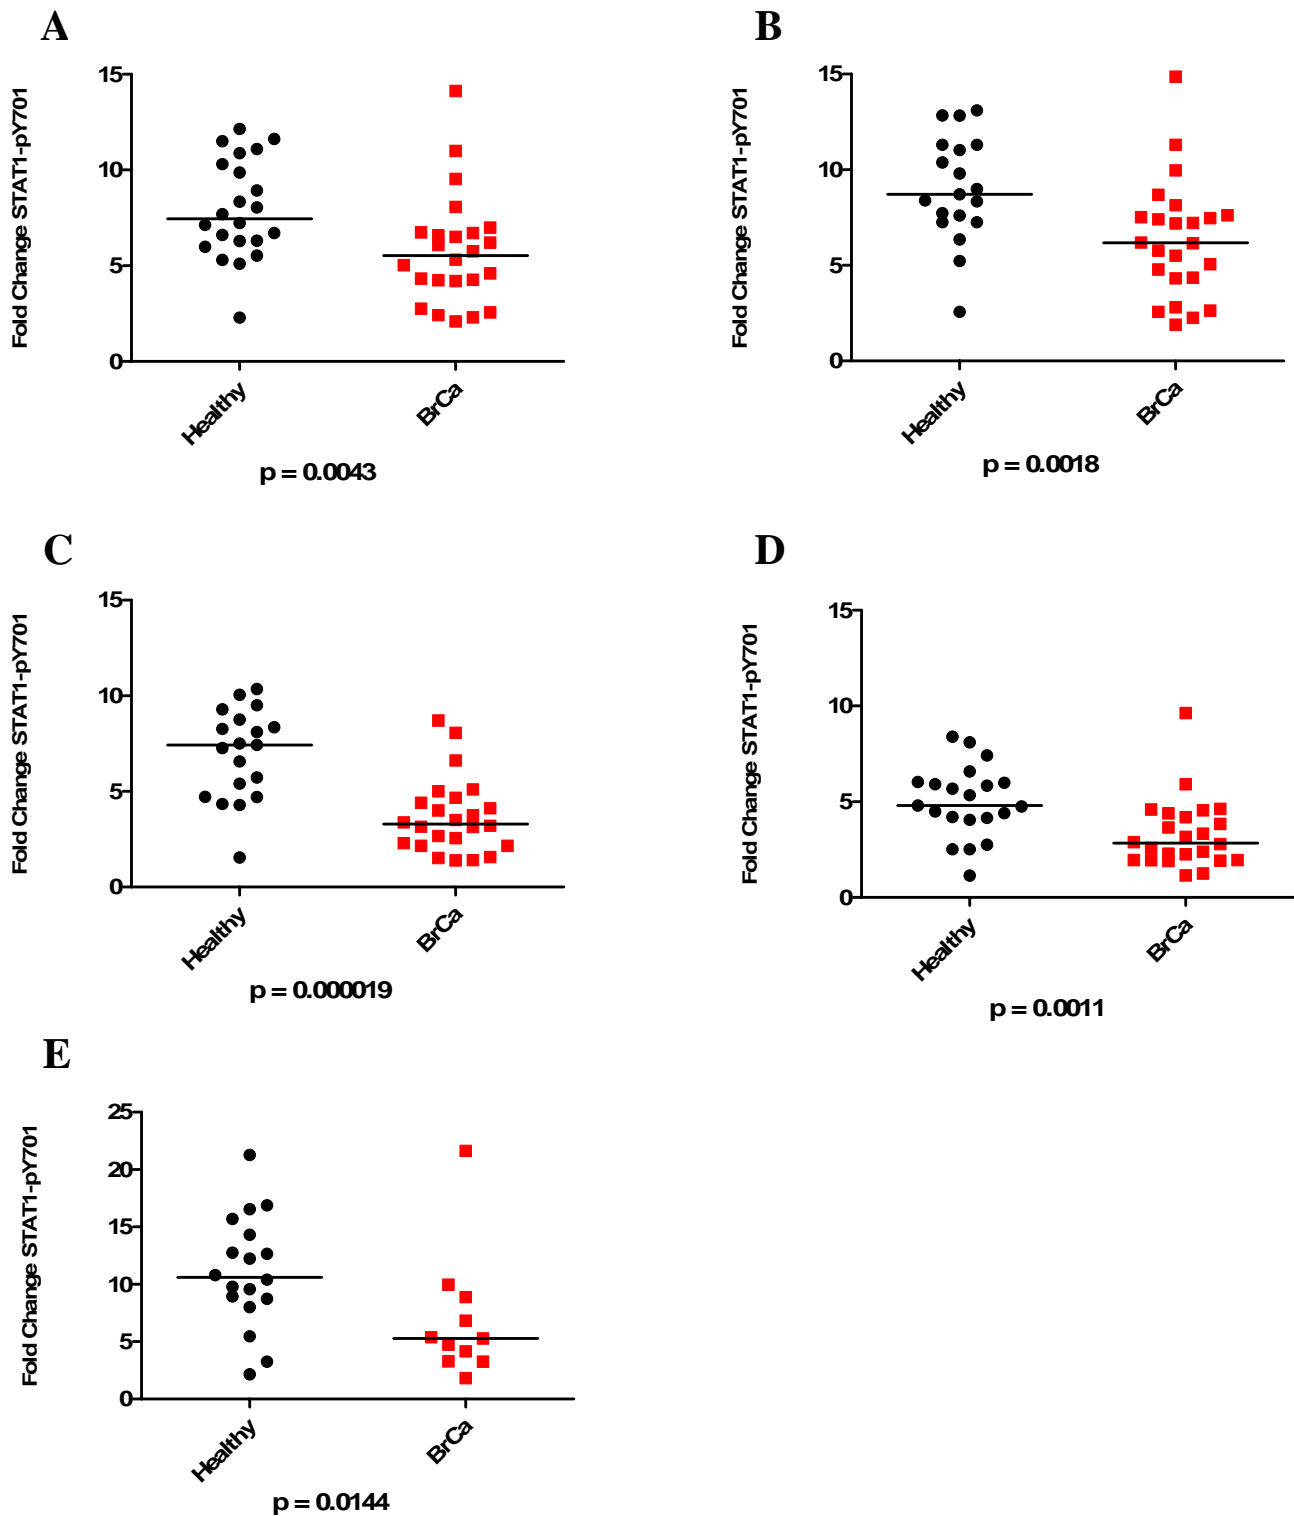 A
Fold Change STAT1-pY701
15
10
5
0
Healthy
BrCa
p = 0.0043
B
Fold Change STAT1-pY701
15
10
5
0
Healthy
BrCa
p = 0.0018
C
Fold Change STAT1-pY701
15
10
5
0
Healthy
BrCa
p = 0.000019
D
Fold Change STAT1-pY701
15
10
5
0
Healthy
BrCa
p = 0.0011
E
Fold Change STAT1-pY701
25
20
15
10
5
0
Healthy
BrCa
p = 0.0144